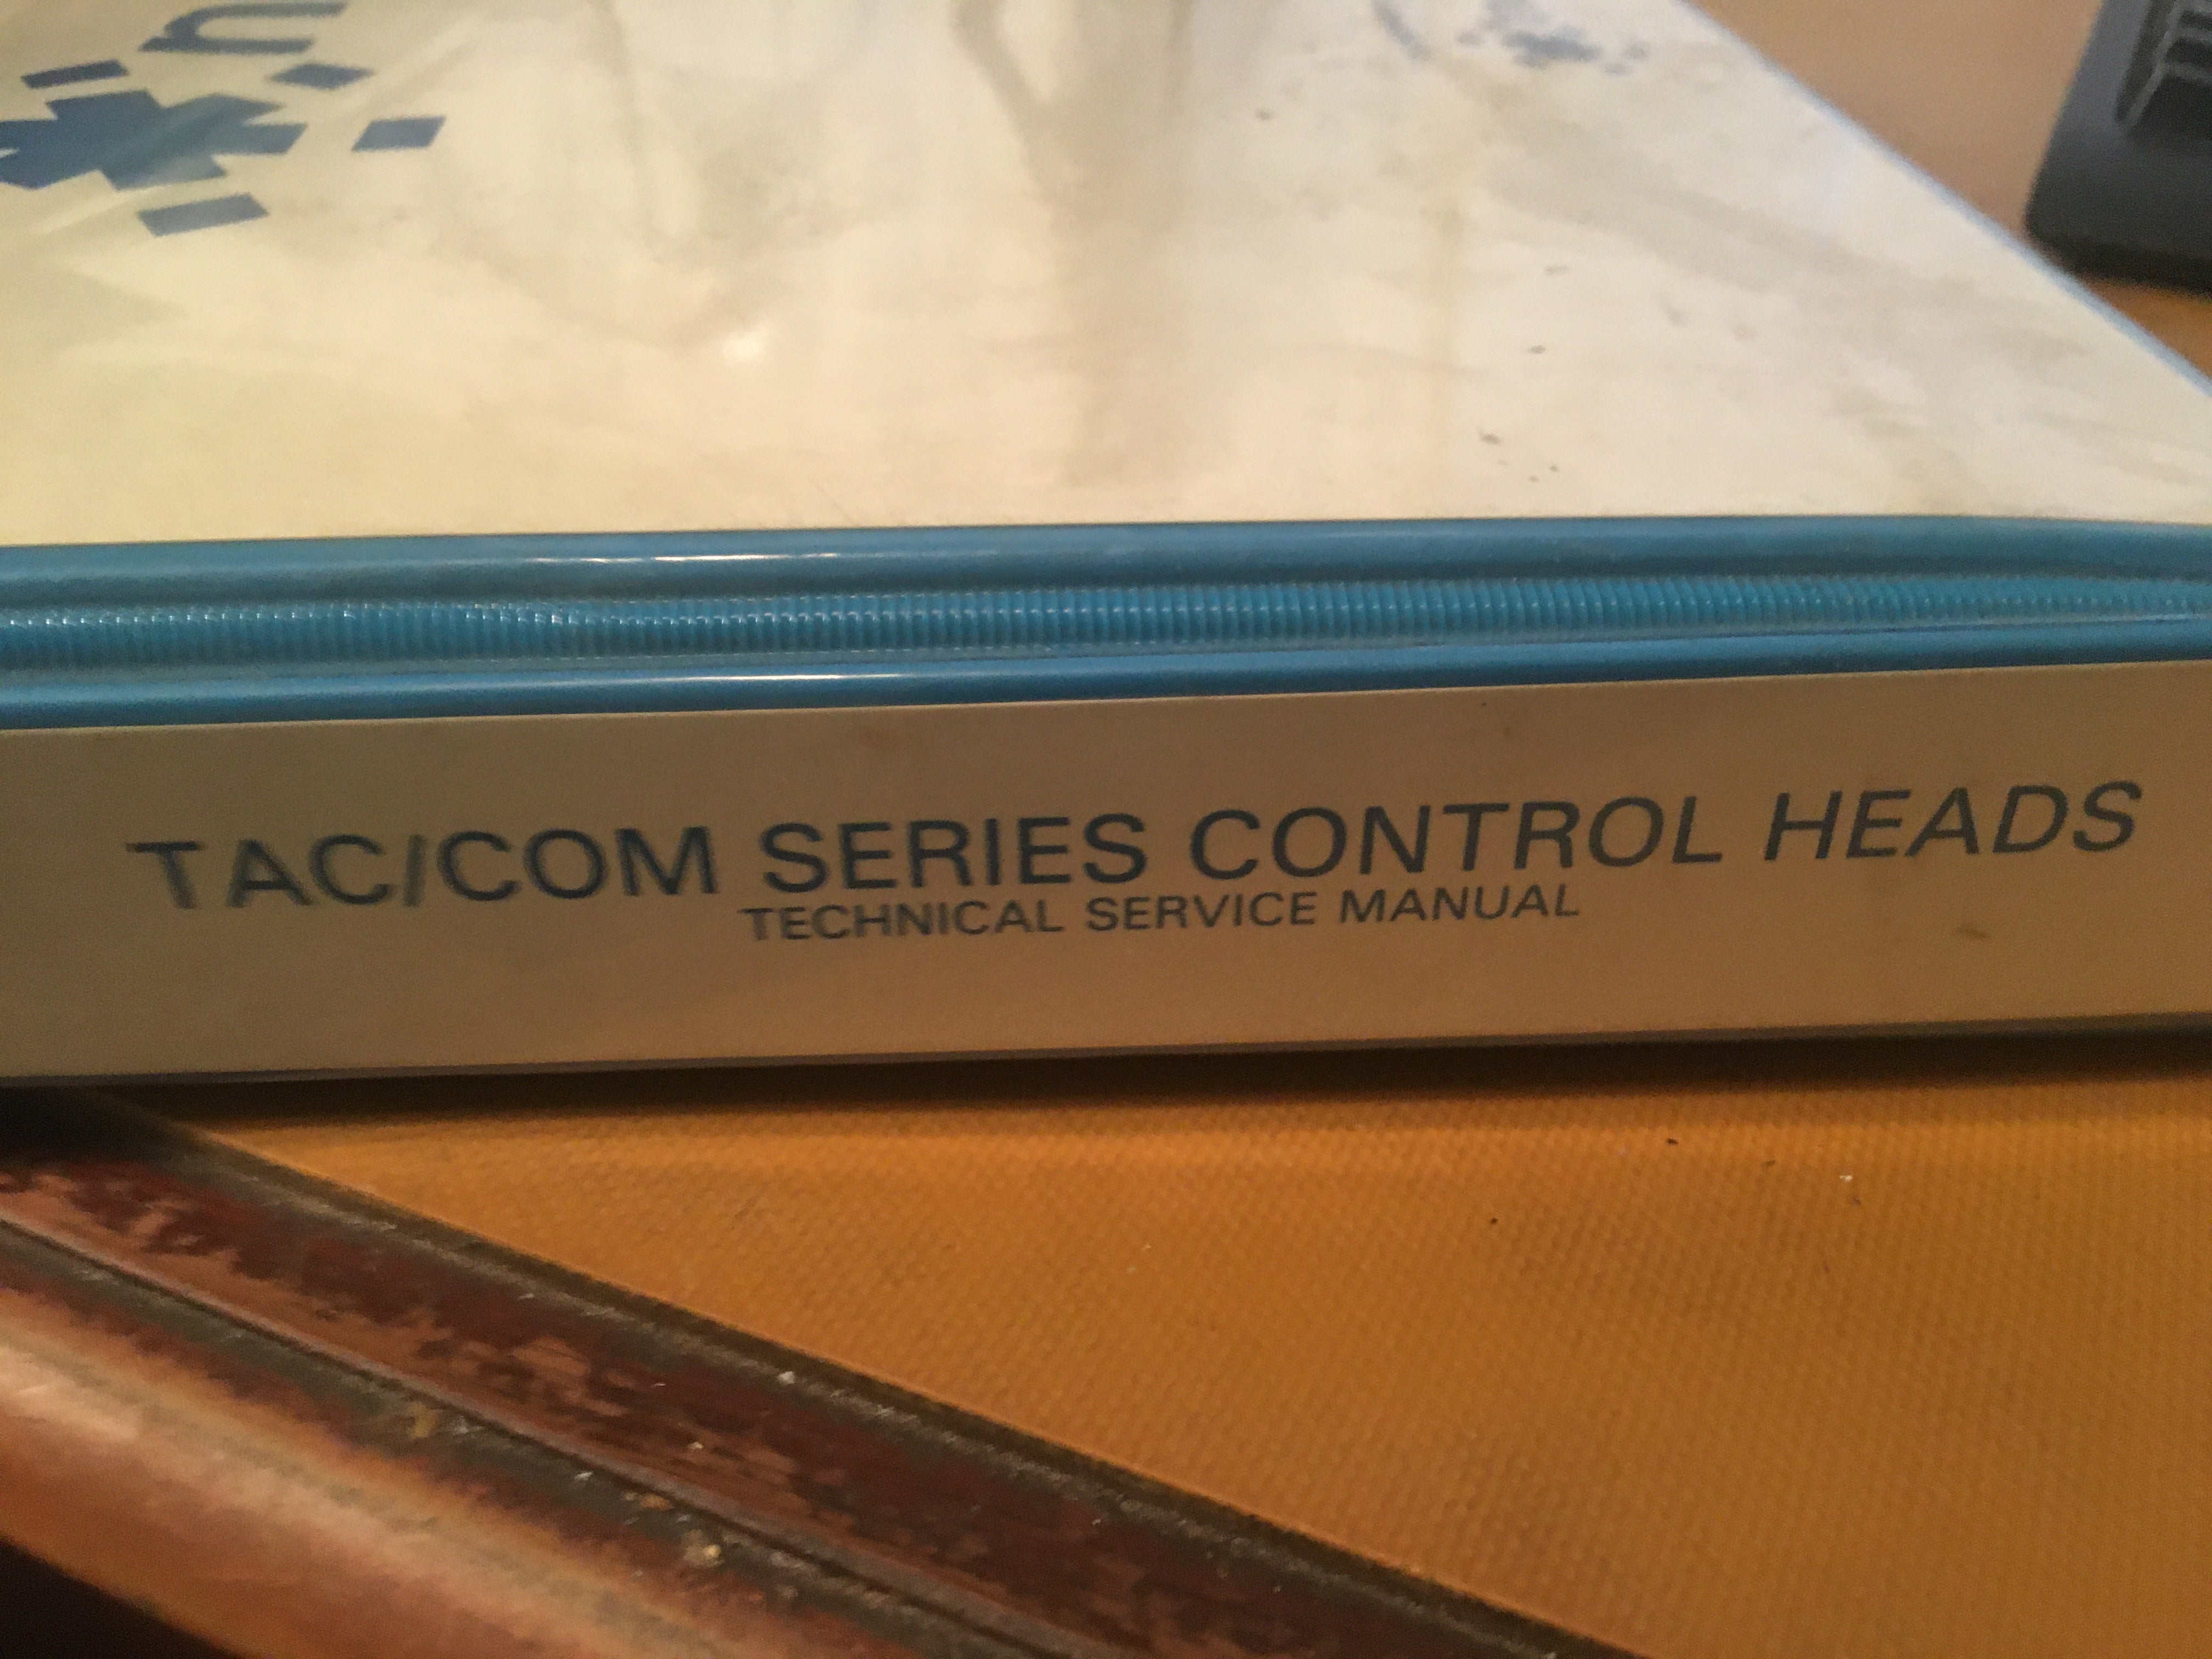 TAC/COM SERIES CONTROL HEADS
TECHNICAL SERVICE MANUAL